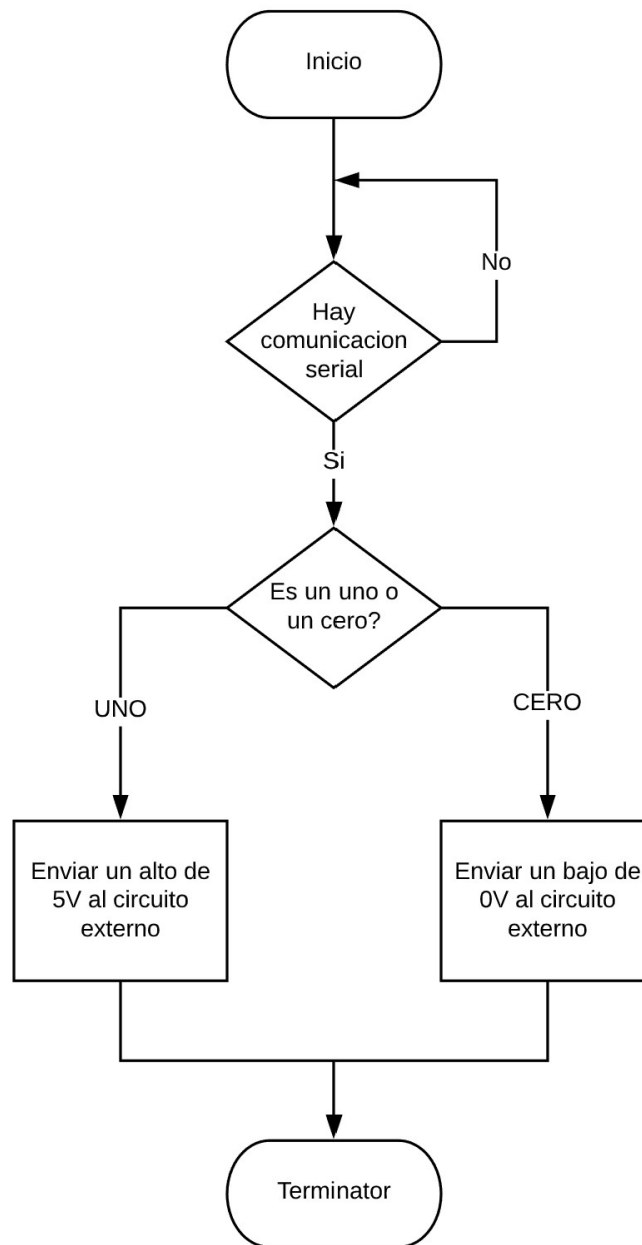 Inicio
No
Hay
comunicacion
serial
Si
Es un uno o
un cero?
UNO
CERO
Enviar un alto de
5V al circuito
externo
Enviar un bajo de
0V al circuito
externo
Terminator